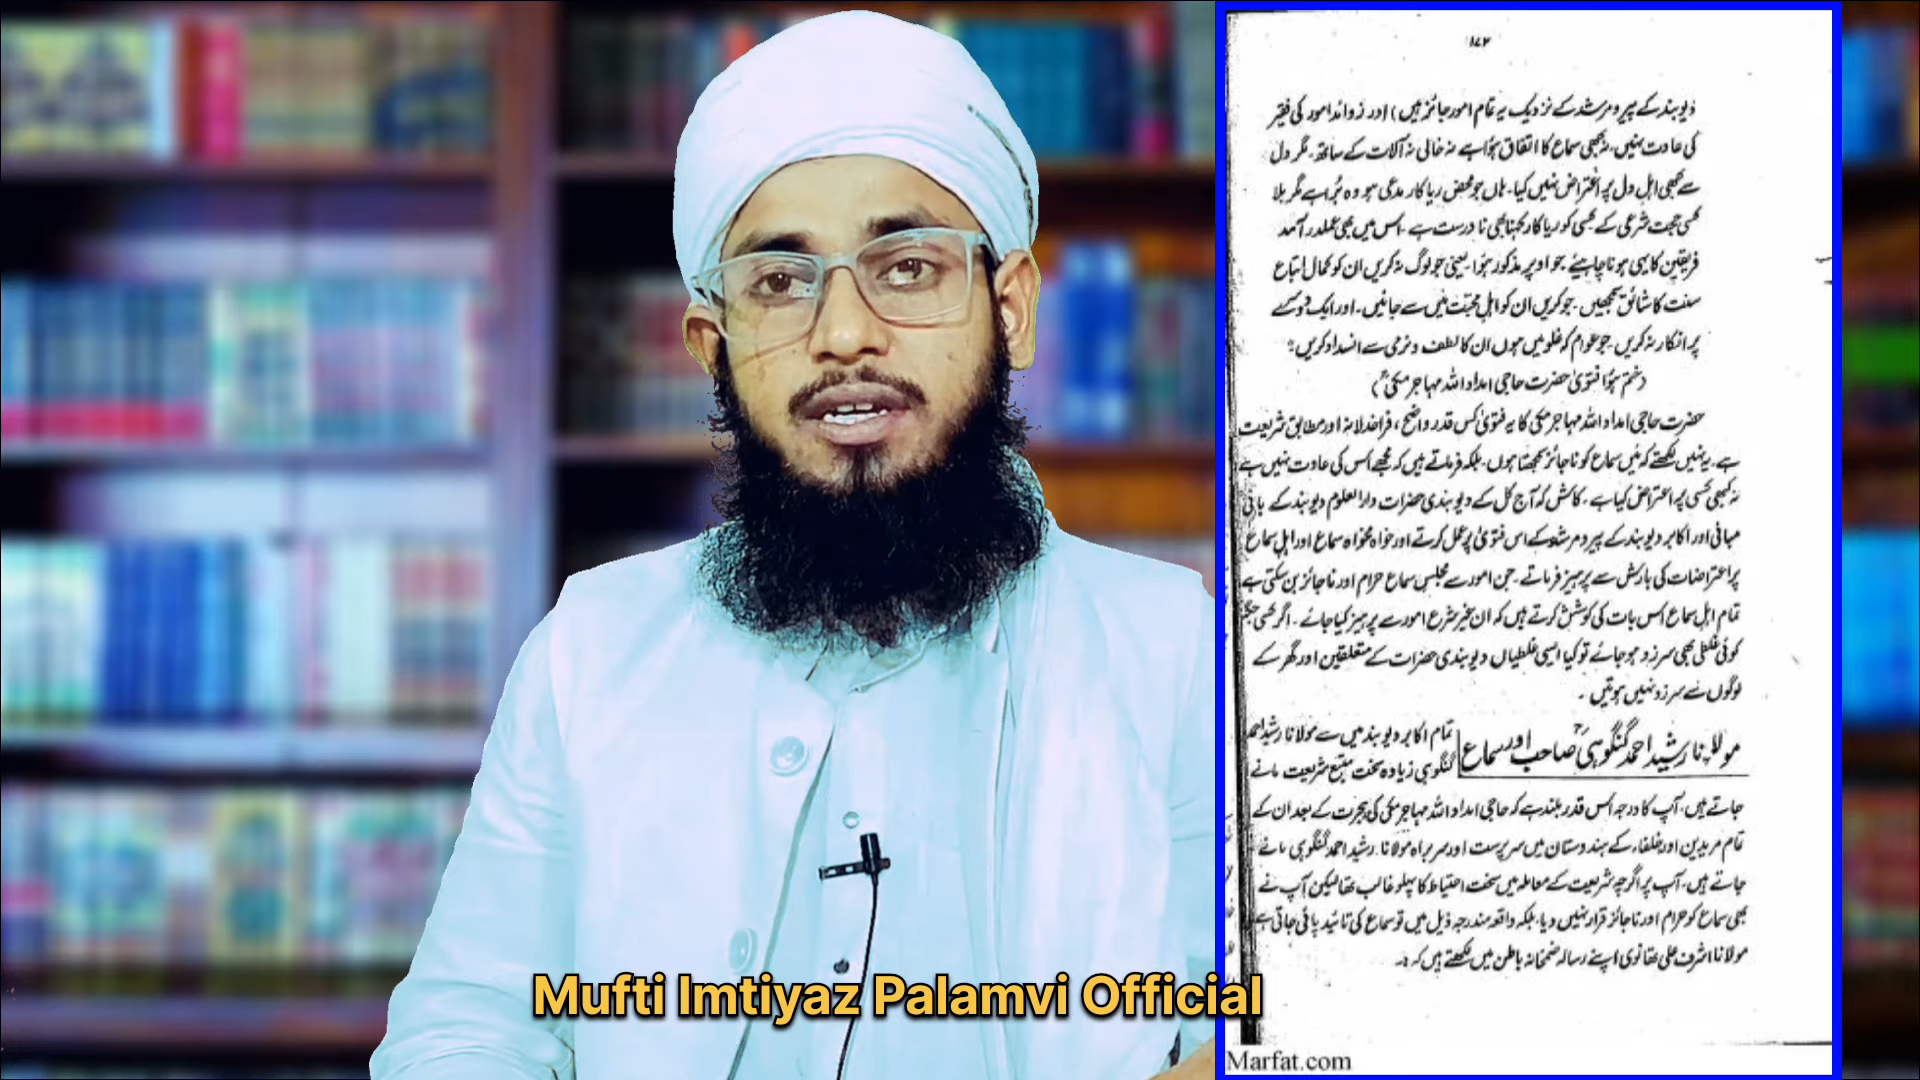 ۱۸۲
دیوبند کے پیر و مرشد کے نزدیک یہ تمام امور جائز ہیں) اور زوائد امور کی فقیر
کی عادت نہیں۔ نہ کبھی سماع کا اتفاق ہوا ہے نہ خالی نہ آلات کے ساتھ۔ مگر دل
سے کبھی اہل دل پر اعتراض نہیں کیا۔ ہاں جو محض ریا کار مدعی ہو وہ بُرا ہے مگر بلا
کسی حجت شرعی کے کسی کو ریا کار کہنا بھی نا درست ہے۔ اس میں بھی عملدر آمد
فریقین کا یہی ہونا چاہیئے۔ جو اوپر مذکور ہوا۔ یعنی جو لوگ نہ کریں ان کو کمال اتباع
سنت کا شائق سمجھیں۔ جو کریں ان کو اہل محبت میں سے جانیں۔ اور ایک دوسرے
پر انکار نہ کریں۔ جو عوام کہ غلو میں ہوں ان کا لطف و نرمی سے انسداد کریں؟
(ختم ہوا فتویٰ حضرت حاجی امداد اللہ مہاجر مکیؒ)
حضرت حاجی امداد اللہ مہاجر مکی کا یہ فتویٰ کس قدر واضح، فراخدلانہ اور مطابق شریعت
ہے۔ یہ نہیں لکھتے کہ میں سماع کو ناجائز سمجھتا ہوں۔ بلکہ فرماتے ہیں کہ مجھے اس کی عادت نہیں ہے
نہ کبھی کسی پر اعتراض کیا ہے۔ کاش کہ آج کل کے دیوبندی حضرات دارالعلوم دیوبند کے بانی
مبانی اور اکابر دیوبند کے پیر و مرشد کے اس فتویٰ پر عمل کرتے اور خواہ مخواہ سماع اور اہل سماع
پر اعتراضات کی بارش سے پرہیز فرماتے۔ جن امور سے مجلس سماع حرام اور ناجائز بن سکتی ہے
تمام اہل سماع اس بات کی کوشش کرتے ہیں کہ ان غیر شرع امور سے پرہیز کیا جائے۔ اگر کسی جگہ
کوئی غلطی بھی سرزد ہو جائے تو کیا ایسی غلطیاں دیوبندی حضرات کے متعلقین اور گھر کے
لوگوں سے سرزد نہیں ہوتیں۔
مولانا رشید احمد گنگوہیؒ صاحب اور سماع
تمام اکابر دیوبند میں سے مولانا رشید احمد
گنگوہی زیادہ سخت متبع شریعت مانے
جاتے ہیں۔ آپ کا درجہ اس قدر بلند ہے کہ حاجی امداد اللہ مہاجر مکی کی ہجرت کے بعد ان کے
تمام مریدین اور خلفاء کے ہندوستان میں سرپرست اور سربراہ مولانا رشید احمد گنگوہی مانے
جاتے ہیں۔ آپ پر اگرچہ شریعت کے معاملہ میں سخت احتیاط کا پہلو غالب تھا لیکن آپ نے
بھی سماع کو حرام اور ناجائز قرار نہیں دیا۔ بلکہ واقعہ مندرجہ ذیل میں تو سماع کی تائید پائی جاتی ہے
مولانا اشرف علی تھانوی اپنے رسالہ خمخانہ باطن میں لکھتے ہیں کہ:۔
Mufti Imtiyaz Palamvi Official
Marfat.com